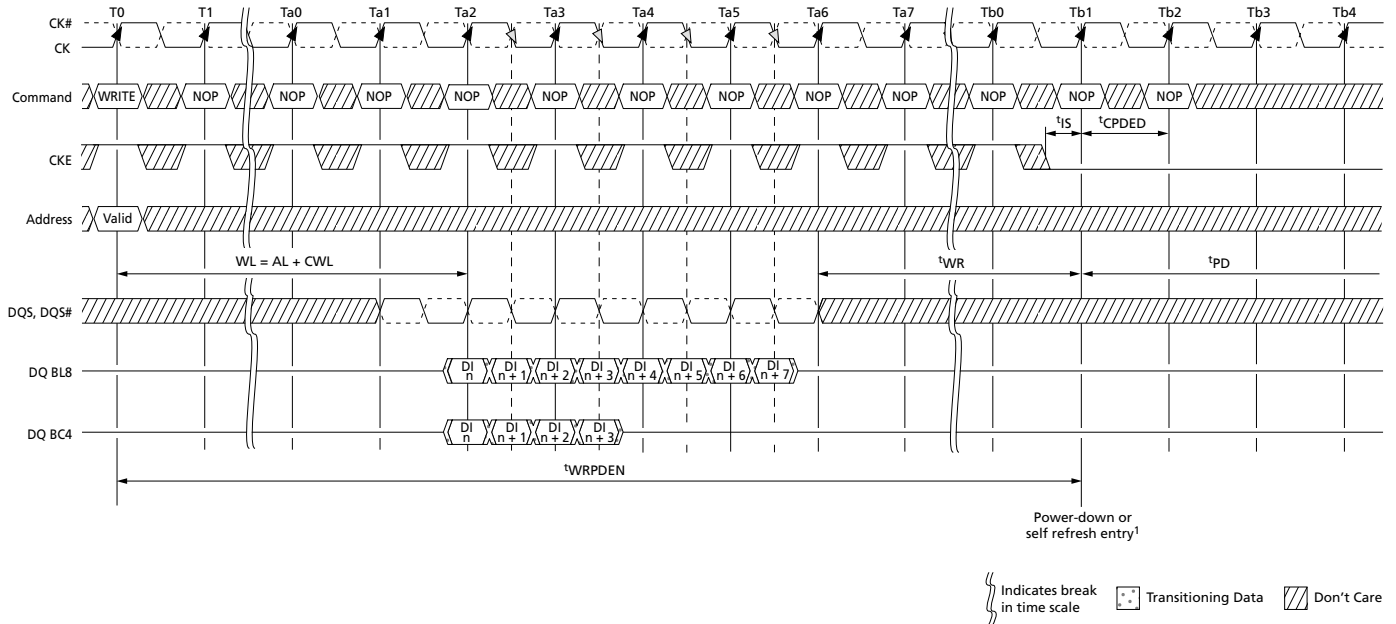 T0 T1 Ta0 Ta1 Ta2 Ta3 Ta4 Ta5 Ta6 Ta7 Tb0 Tb1 Tb2 Tb3 Tb4
CK#
CK
Command WRITE NOP NOP NOP NOP NOP NOP NOP NOP NOP NOP NOP NOP
tIS tCPDED
CKE
Address Valid
WL = AL + CWL tWR tPD
DQS, DQS#
DQ BL8 DI n DI n + 1 DI n + 2 DI n + 3 DI n + 4 DI n + 5 DI n + 6 DI n + 7
DQ BC4 DI n DI n + 1 DI n + 2 DI n + 3
tWRPDEN
Power-down or
self refresh entry1
Indicates break
in time scale
Transitioning Data
Don't Care